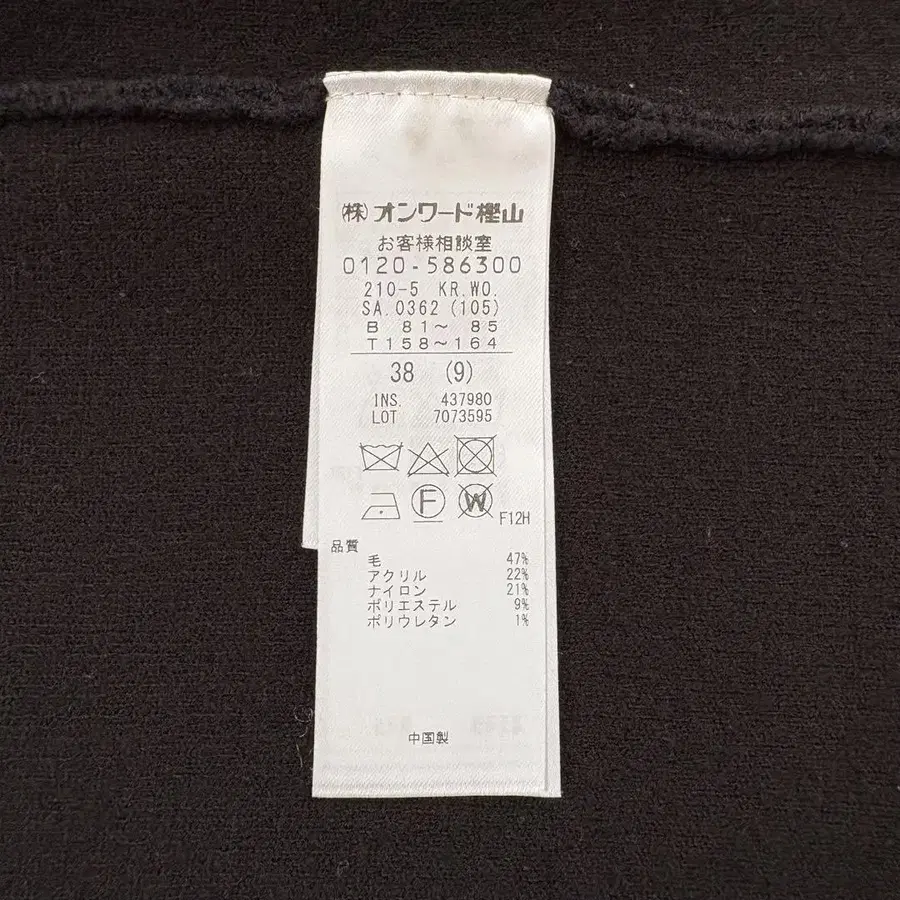 (株)オンワード樫山
お客様相談室
0120-586300
210-5 KR.WO.
SA.0362 (105)
B 81～ 85
T158～164
38 (9)
INS. 437980
LOT 7073595
F
W
F12H
品質
毛 47%
アクリル 22%
ナイロン 21%
ポリエステル 9%
ポリウレタン 1%
中国製